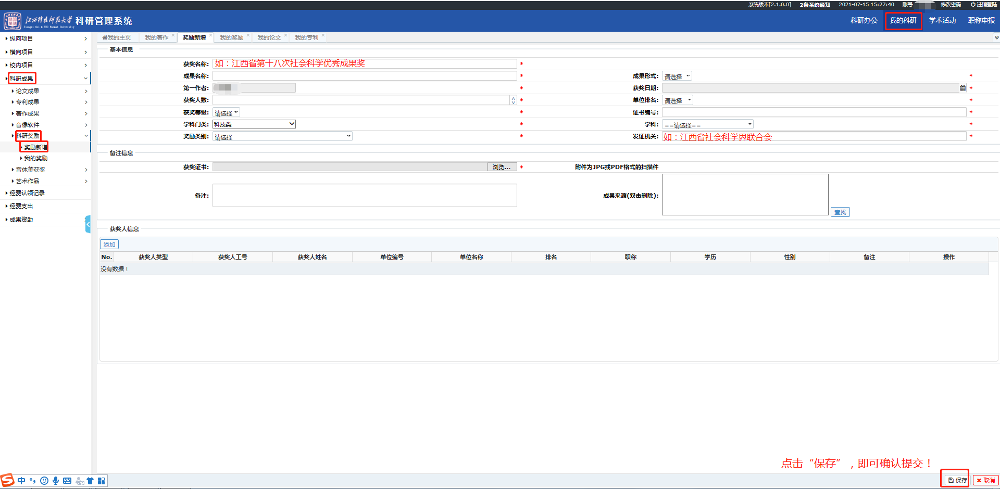 系统版本[2.1.0.0] 2条系统通知 2021-07-15 15:27:40 账号 修改密码 注销登陆
江西科技师范大学 科研管理系统
Jiangxi Sci & TEC Normal University
科研办公 我的科研 学术活动 职称申报
纵向项目
横向项目
校内项目
科研成果
论文成果
专利成果
著作成果
音像软件
科研奖励
奖励新增
我的奖励
音体美获奖
艺术作品
经费认领记录
经费支出
成果资助
我的主页 我的著作 奖励新增 我的奖励 我的论文 我的专利
基本信息
获奖名称: 如：江西省第十八次社会科学优秀成果奖 *
成果名称: * 成果形式: 请选择 *
第一作者: * 获奖日期: *
获奖人数: * 单位排名: 请选择 *
获奖等级: 请选择 * 证书编号: *
学科门类: 科技类 * 学科: ==请选择== *
奖励类别: 请选择 * 发证机关: 如：江西省社会科学界联合会 *
备注信息
获奖证书: 浏览... * 附件为JPG或PDF格式的扫描件
备注: 成果来源(双击删除): 查找
获奖人信息
添加
No. 获奖人类型 获奖人工号 获奖人姓名 单位编号 单位名称 排名 职称 学历 性别 备注 操作
没有数据！
点击“保存”，即可确认提交！
中
保存 取消